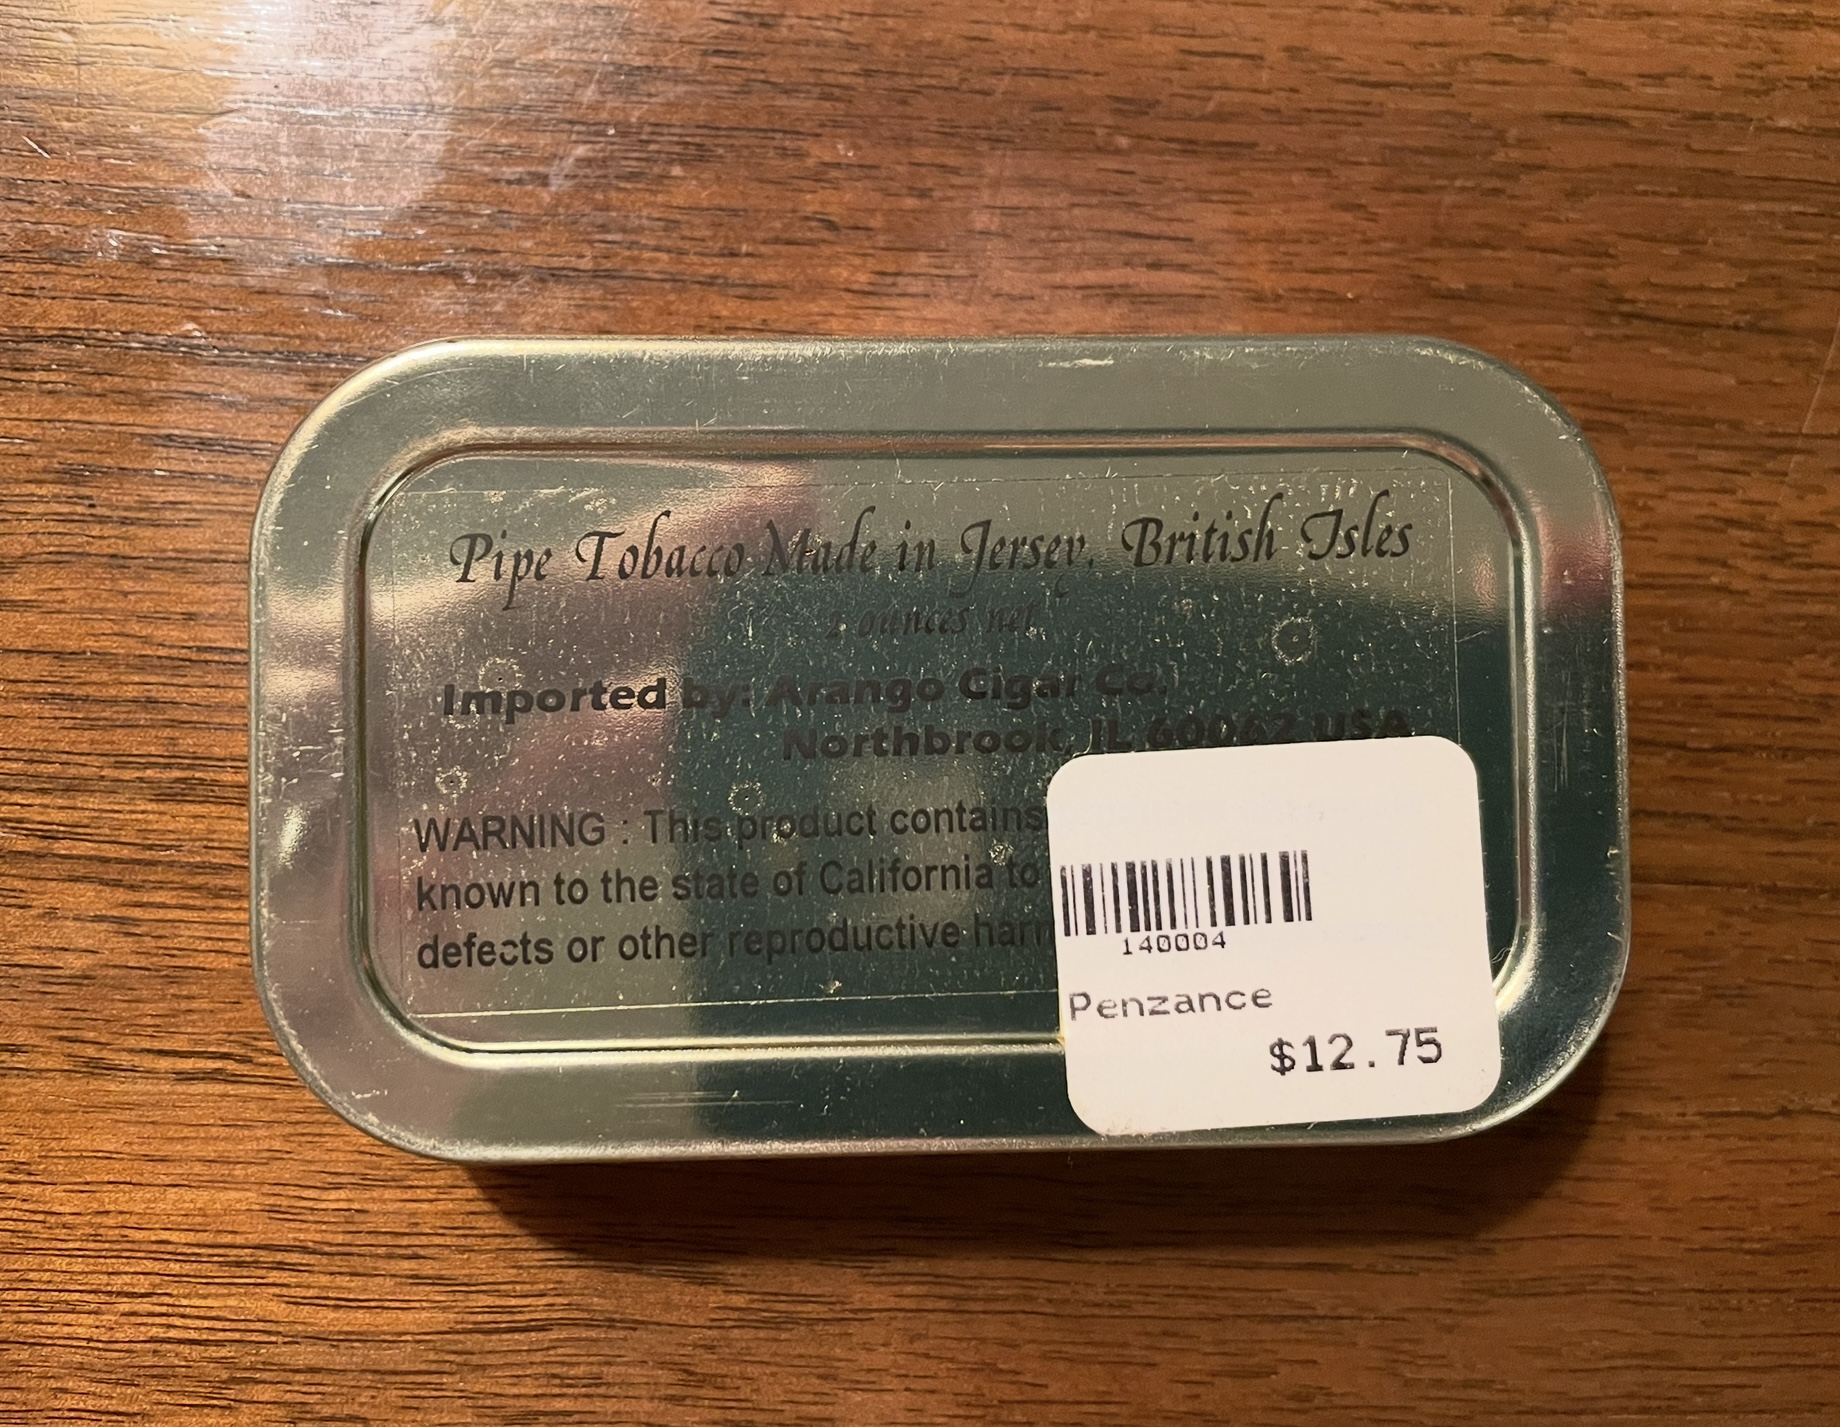 Pipe Tobacco Made in Jersey, British Isles
2 ounces net
Imported by: Arango Cigar Co.
Northbrook, IL 60062 USA
WARNING : This product contains
known to the state of California to
defects or other reproductive harm
140004
Penzance
$12.75